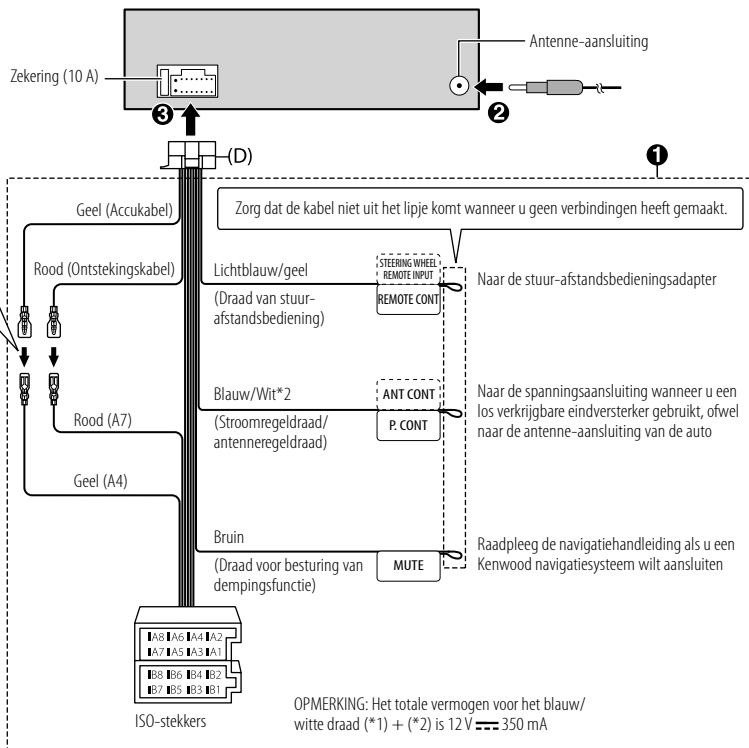 Antenne-aansluiting
Zekering (10 A)
❸
❷
(D)
❶
Geel (Accukabel)
Zorg dat de kabel niet uit het lipje komt wanneer u geen verbindingen heeft gemaakt.
Rood (Ontstekingskabel)
Lichtblauw/geel
(Draad van stuur-
afstandsbediening)
STEERING WHEEL
REMOTE INPUT
REMOTE CONT
Naar de stuur-afstandsbedieningsadapter
Blauw/Wit*2
(Stroomregeldraad/
antenneregeldraad)
ANT CONT
P. CONT
Naar de spanningsaansluiting wanneer u een
los verkrijgbare eindversterker gebruikt, ofwel
naar de antenne-aansluiting van de auto
Rood (A7)
Geel (A4)
Bruin
(Draad voor besturing van
dempingsfunctie)
MUTE
Raadpleeg de navigatiehandleiding als u een
Kenwood navigatiesysteem wilt aansluiten
A8 A6 A4 A2
A7 A5 A3 A1
B8 B6 B4 B2
B7 B5 B3 B1
ISO-stekkers
OPMERKING: Het totale vermogen voor het blauw/
witte draad (*1) + (*2) is 12 V ⎓ 350 mA